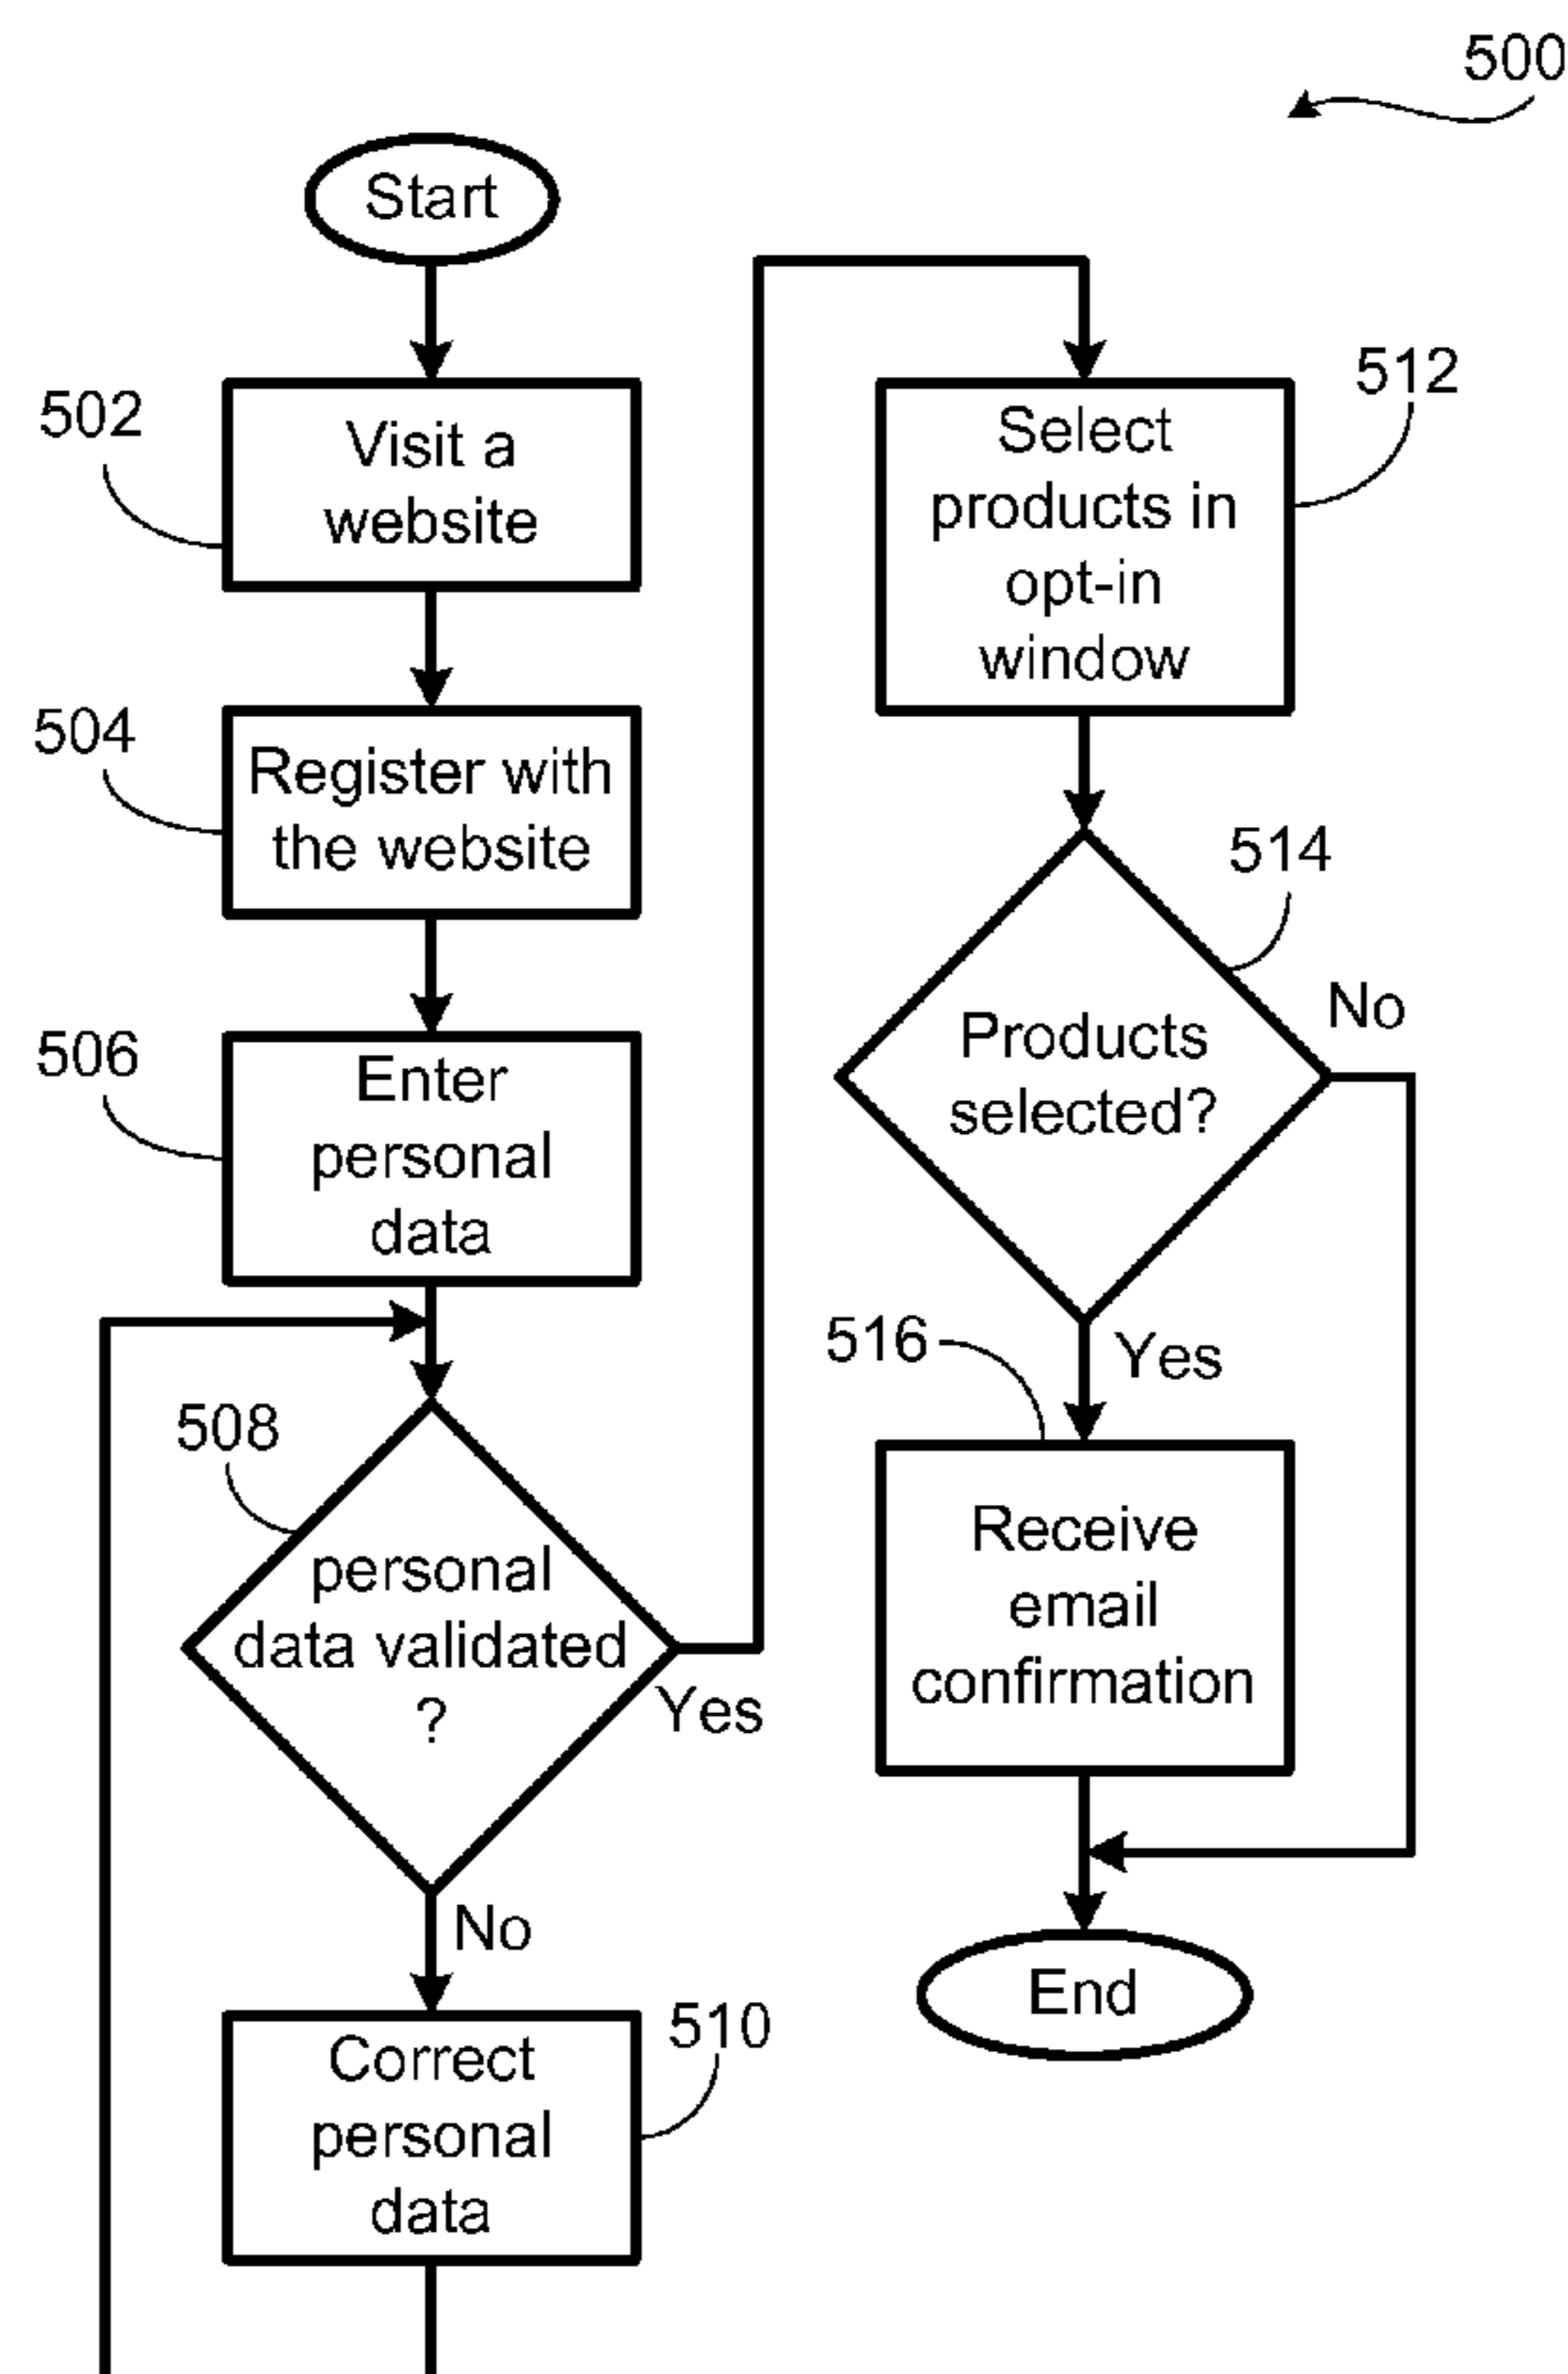 500
Start
502
Visit a
website
504
Register with
the website
506
Enter
personal
data
508
personal
data validated
?
Yes
No
510
Correct
personal
data
512
Select
products in
opt-in
window
514
Products
selected?
No
Yes
516
Receive
email
confirmation
End